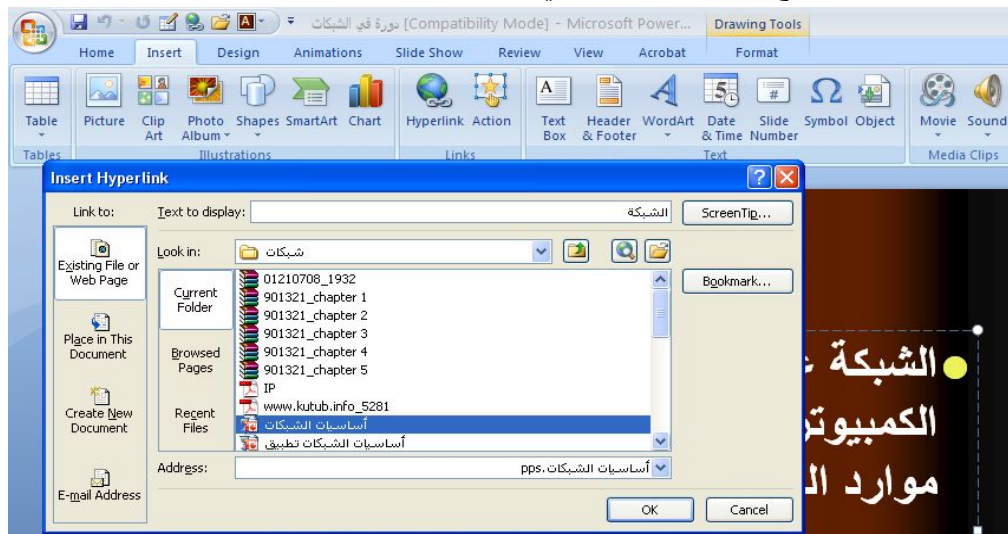 دورة في الشبكات [Compatibility Mode] - Microsoft Power...
Drawing Tools
Home Insert Design Animations Slide Show Review View Acrobat Format
Table Picture Clip Art Photo Album Shapes SmartArt Chart Hyperlink Action Text Box Header & Footer WordArt Date & Time Slide Number Symbol Object Movie Sound
Tables Illustrations Links Text Media Clips
Insert Hyperlink
Link to: Text to display: الشبكة ScreenTip...
Existing File or Web Page
Place in This Document
Create New Document
E-mail Address
Look in: شبكات
Bookmark...
Current Folder
Browsed Pages
Recent Files
01210708_1932
901321_chapter 1
901321_chapter 2
901321_chapter 3
901321_chapter 4
901321_chapter 5
IP
www.kutub.info_5281
أساسيات الشبكات
أساسيات الشبكات تطبيق
Address: أساسيات الشبكات.pps
OK Cancel
الشبكة
الكمبيوتر
موارد